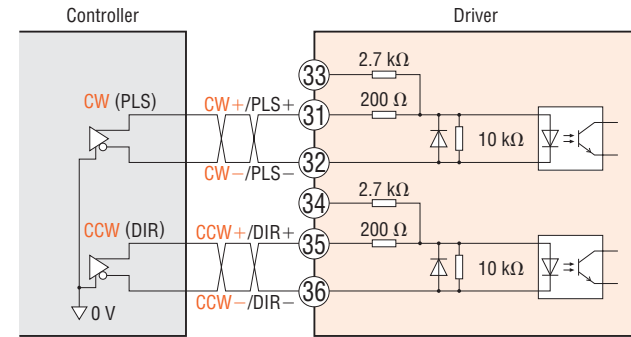 Controller
Driver
33
2.7 kΩ
CW (PLS)
CW+/PLS+
31
200 Ω
10 kΩ
CW−/PLS−
32
34
2.7 kΩ
CCW (DIR)
CCW+/DIR+
35
200 Ω
10 kΩ
CCW−/DIR−
36
0 V